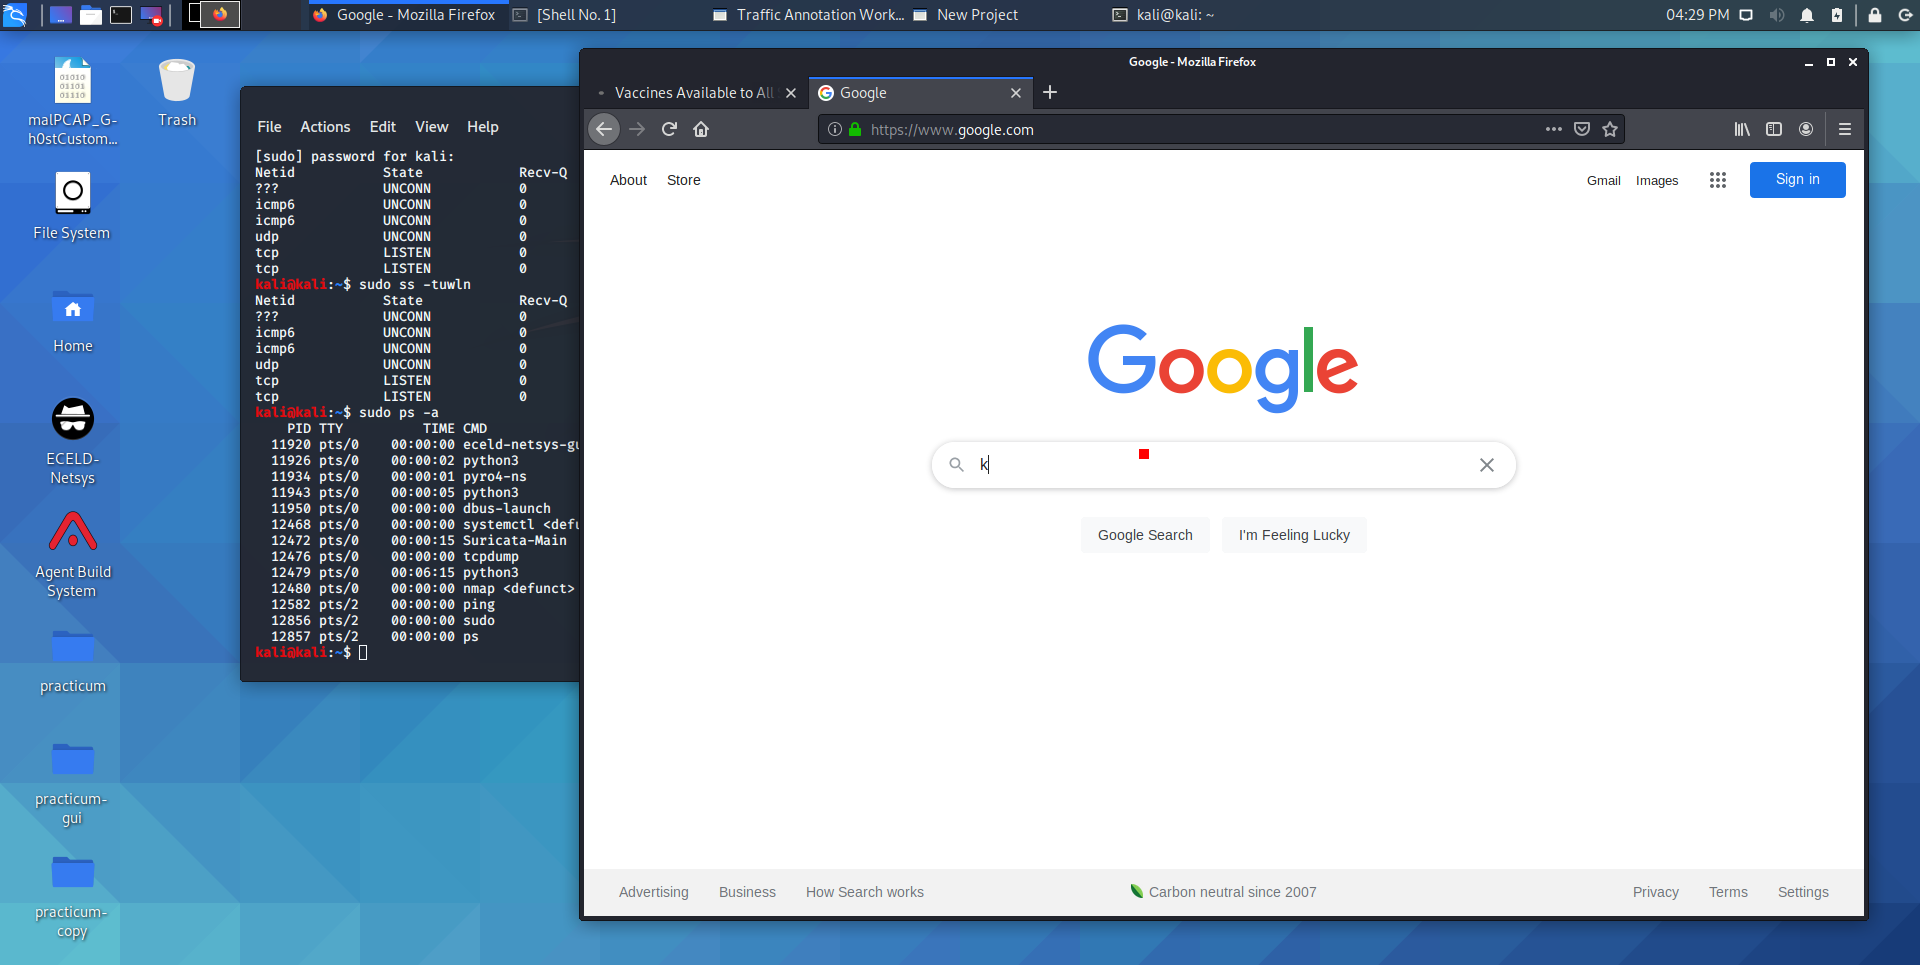 Google - Mozilla Firefox
[Shell No. 1]
Traffic Annotation Work...
New Project
kali@kali: ~
04:29 PM
malPCAP_G-
h0stCustom...
Trash
File System
Home
ECELD-
Netsys
Agent Build
System
practicum
practicum-
gui
practicum-
copy
File Actions Edit View Help
[sudo] password for kali:
Netid State Recv-Q
??? UNCONN 0
icmp6 UNCONN 0
icmp6 UNCONN 0
udp UNCONN 0
tcp LISTEN 0
tcp LISTEN 0
kali@kali:~$ sudo ss -tuwln
Netid State Recv-Q
??? UNCONN 0
icmp6 UNCONN 0
icmp6 UNCONN 0
udp UNCONN 0
tcp LISTEN 0
tcp LISTEN 0
kali@kali:~$ sudo ps -a
PID TTY TIME CMD
11920 pts/0 00:00:00 eceld-netsys-gu
11926 pts/0 00:00:02 python3
11934 pts/0 00:00:01 pyro4-ns
11943 pts/0 00:00:05 python3
11950 pts/0 00:00:00 dbus-launch
12468 pts/0 00:00:00 systemctl <defu
12472 pts/0 00:00:15 Suricata-Main
12476 pts/0 00:00:00 tcpdump
12479 pts/0 00:06:15 python3
12480 pts/0 00:00:00 nmap <defunct>
12582 pts/2 00:00:00 ping
12856 pts/2 00:00:00 sudo
12857 pts/2 00:00:00 ps
kali@kali:~$
Google - Mozilla Firefox
Vaccines Available to All
Google
https://www.google.com
About Store
Gmail Images
Sign in
Google
k
Google Search
I'm Feeling Lucky
Advertising Business How Search works
Carbon neutral since 2007
Privacy Terms Settings